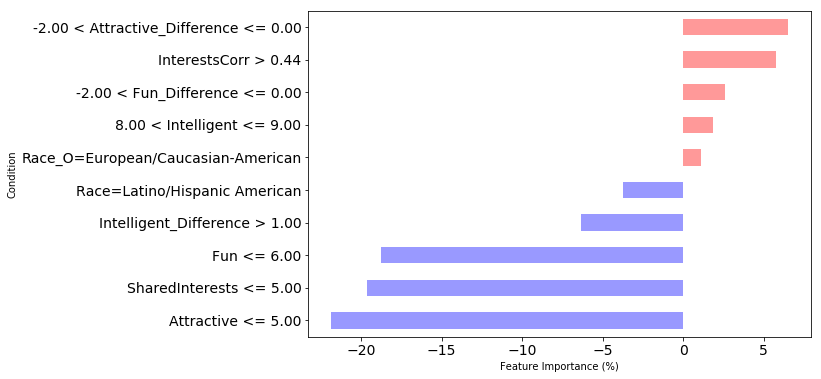 -2.00 < Attractive_Difference <= 0.00
InterestsCorr > 0.44
-2.00 < Fun_Difference <= 0.00
8.00 < Intelligent <= 9.00
Race_O=European/Caucasian-American
Race=Latino/Hispanic American
Intelligent_Difference > 1.00
Fun <= 6.00
SharedInterests <= 5.00
Attractive <= 5.00
Condition
−20 −15 −10 −5 0 5
Feature Importance (%)